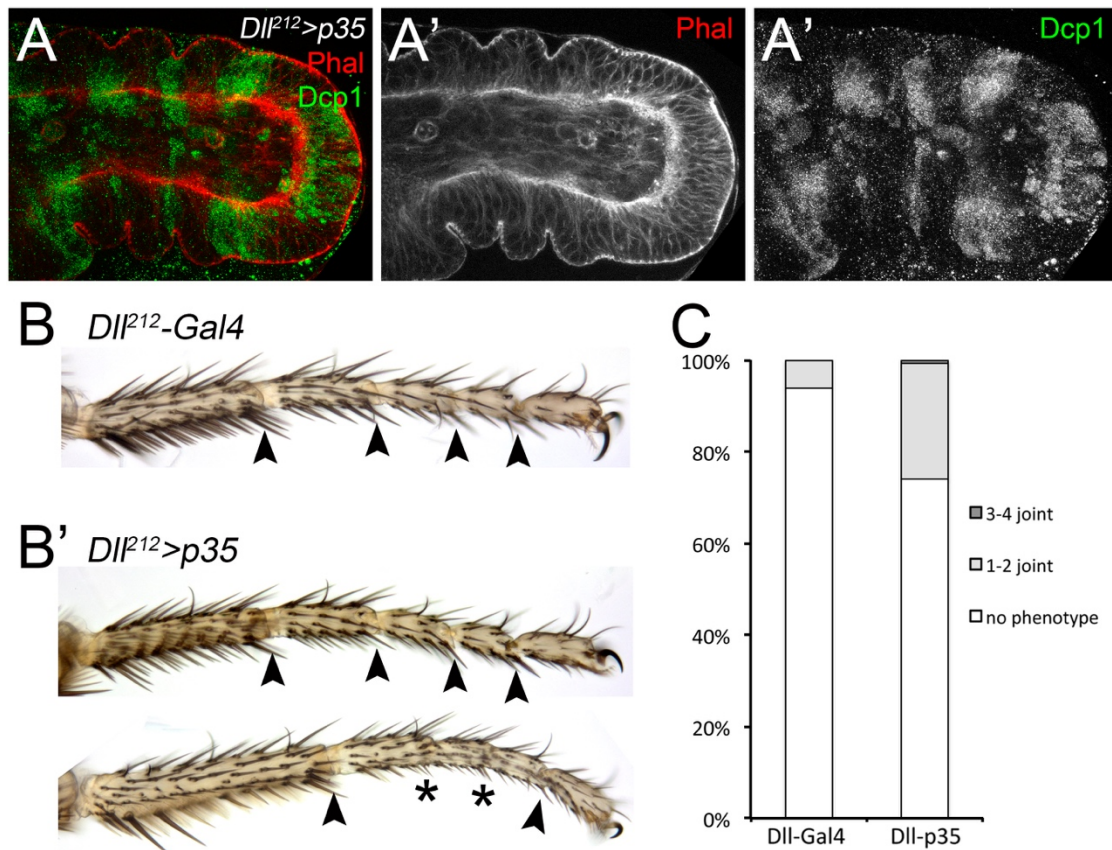 A
Dll²¹²>p35
Phal
Dcp1
A'
Phal
A'
Dcp1
B Dll²¹²-Gal4
B' Dll²¹²>p35
* *
C
100%
80%
60%
40%
20%
0%
Dll-Gal4 Dll-p35
3-4 joint
1-2 joint
no phenotype